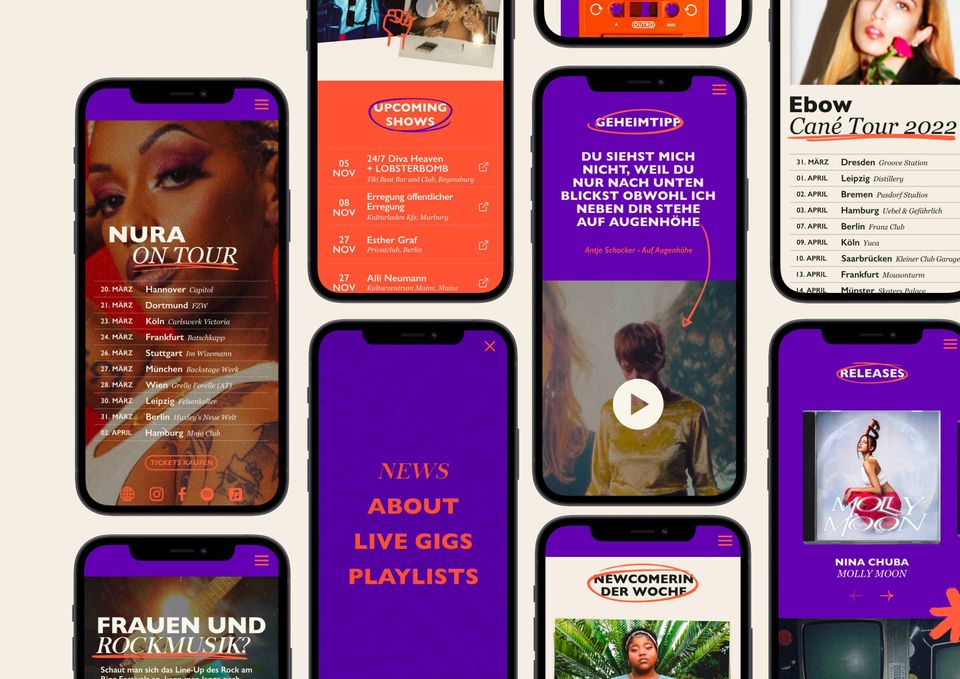 NURA
ON TOUR
20. MÄRZ Hannover Capitol
21. MÄRZ Dortmund FZW
23. MÄRZ Köln Carlswerk Victoria
24. MÄRZ Frankfurt Batschkapp
26. MÄRZ Stuttgart Im Wizemann
27. MÄRZ München Backstage Werk
28. MÄRZ Wien Grelle Forelle (AT)
30. MÄRZ Leipzig Felsenkeller
31. MÄRZ Berlin Huxley's Neue Welt
02. APRIL Hamburg Moja Club
TICKETS KAUFEN
FRAUEN UND
ROCKMUSIK?
Schaut man sich das Line-Up des Rock am
UPCOMING
SHOWS
05 NOV
24/7 Diva Heaven
+ LOBSTERBOMB
Tiki Beat Bar and Club, Regensburg
08 NOV
Erregung öffentlicher
Erregung
Kulturladen Kfz, Marburg
27 NOV
Esther Graf
Privatclub, Berlin
27 NOV
Alli Neumann
Kulturzentrum Mainz, Mainz
NEWS
ABOUT
LIVE GIGS
PLAYLISTS
OUTRO
GEHEIMTIPP
DU SIEHST MICH
NICHT, WEIL DU
NUR NACH UNTEN
BLICKST OBWOHL ICH
NEBEN DIR STEHE
AUF AUGENHÖHE
Antje Schocker - Auf Augenhöhe
NEWCOMERIN
DER WOCHE
Ebow
Cané Tour 2022
31. MÄRZ Dresden Groove Station
01. APRIL Leipzig Distillery
02. APRIL Bremen Pusdorf Studios
03. APRIL Hamburg Uebel & Gefährlich
07. APRIL Berlin Franz Club
09. APRIL Köln Yuca
10. APRIL Saarbrücken Kleiner Club Garage
13. APRIL Frankfurt Mousonturm
14. APRIL Münster Skaters Palace
RELEASES
MOLLY
MOON
NINA CHUBA
MOLLY MOON